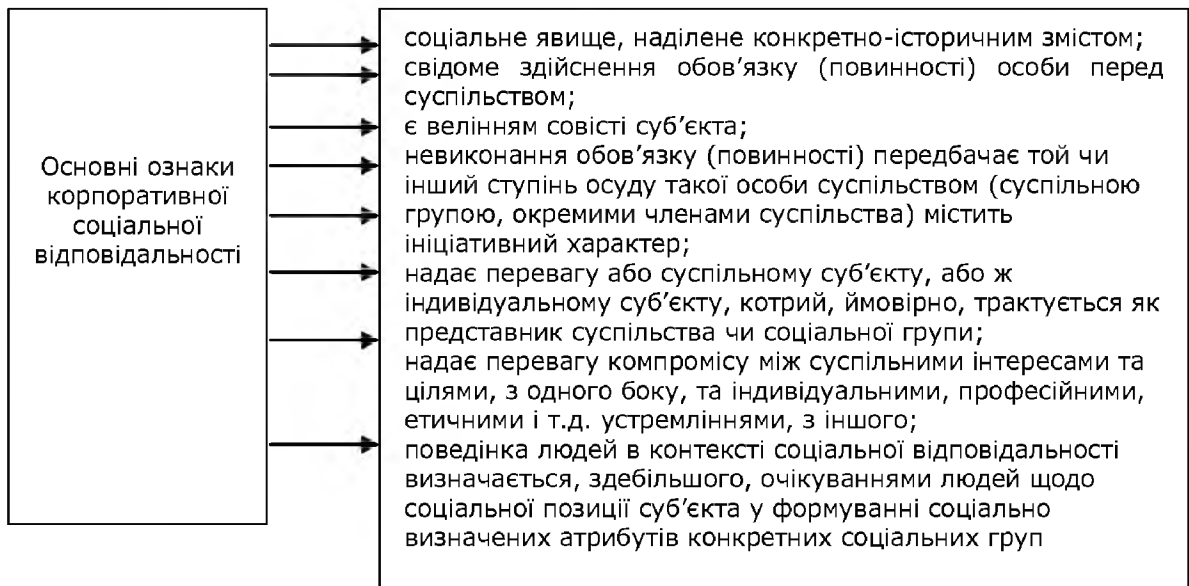 Основні ознаки
корпоративної
соціальної
відповідальності
соціальне явище, наділене конкретно-історичним змістом;
свідоме здійснення обов’язку (повинності) особи перед
суспільством;
є велінням совісті суб’єкта;
невиконання обов’язку (повинності) передбачає той чи
інший ступінь осуду такої особи суспільством (суспільною
групою, окремими членами суспільства) містить
ініціативний характер;
надає перевагу або суспільному суб’єкту, або ж
індивідуальному суб’єкту, котрий, ймовірно, трактується як
представник суспільства чи соціальної групи;
надає перевагу компромісу між суспільними інтересами та
цілями, з одного боку, та індивідуальними, професійними,
етичними і т.д. устремліннями, з іншого;
поведінка людей в контексті соціальної відповідальності
визначається, здебільшого, очікуваннями людей щодо
соціальної позиції суб’єкта у формуванні соціально
визначених атрибутів конкретних соціальних груп